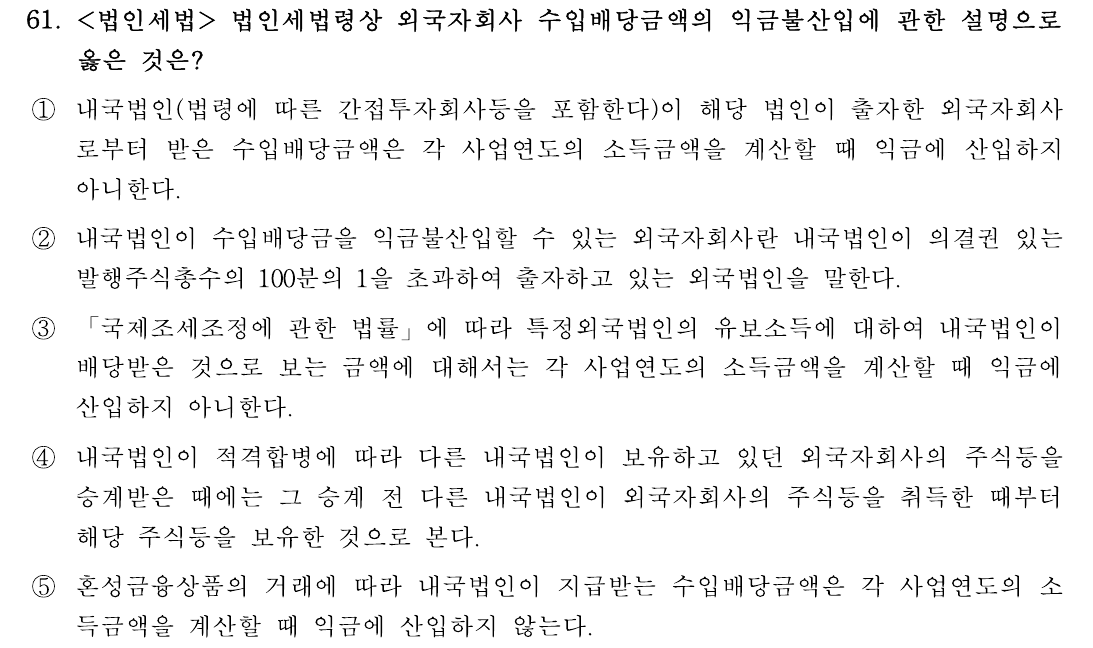 61. <법인세법> 법인세법령상 외국자회사 수입배당금액의 익금불산입에 관한 설명으로
옳은 것은?
① 내국법인(법령에 따른 간접투자회사등을 포함한다)이 해당 법인이 출자한 외국자회사
로부터 받은 수입배당금액은 각 사업연도의 소득금액을 계산할 때 익금에 산입하지
아니한다.
② 내국법인이 수입배당금을 익금불산입할 수 있는 외국자회사란 내국법인이 의결권 있는
발행주식총수의 100분의 1을 초과하여 출자하고 있는 외국법인을 말한다.
③ 「국제조세조정에 관한 법률」에 따라 특정외국법인의 유보소득에 대하여 내국법인이
배당받은 것으로 보는 금액에 대해서는 각 사업연도의 소득금액을 계산할 때 익금에
산입하지 아니한다.
④ 내국법인이 적격합병에 따라 다른 내국법인이 보유하고 있던 외국자회사의 주식등을
승계받은 때에는 그 승계 전 다른 내국법인이 외국자회사의 주식등을 취득한 때부터
해당 주식등을 보유한 것으로 본다.
⑤ 혼성금융상품의 거래에 따라 내국법인이 지급받는 수입배당금액은 각 사업연도의 소
득금액을 계산할 때 익금에 산입하지 않는다.